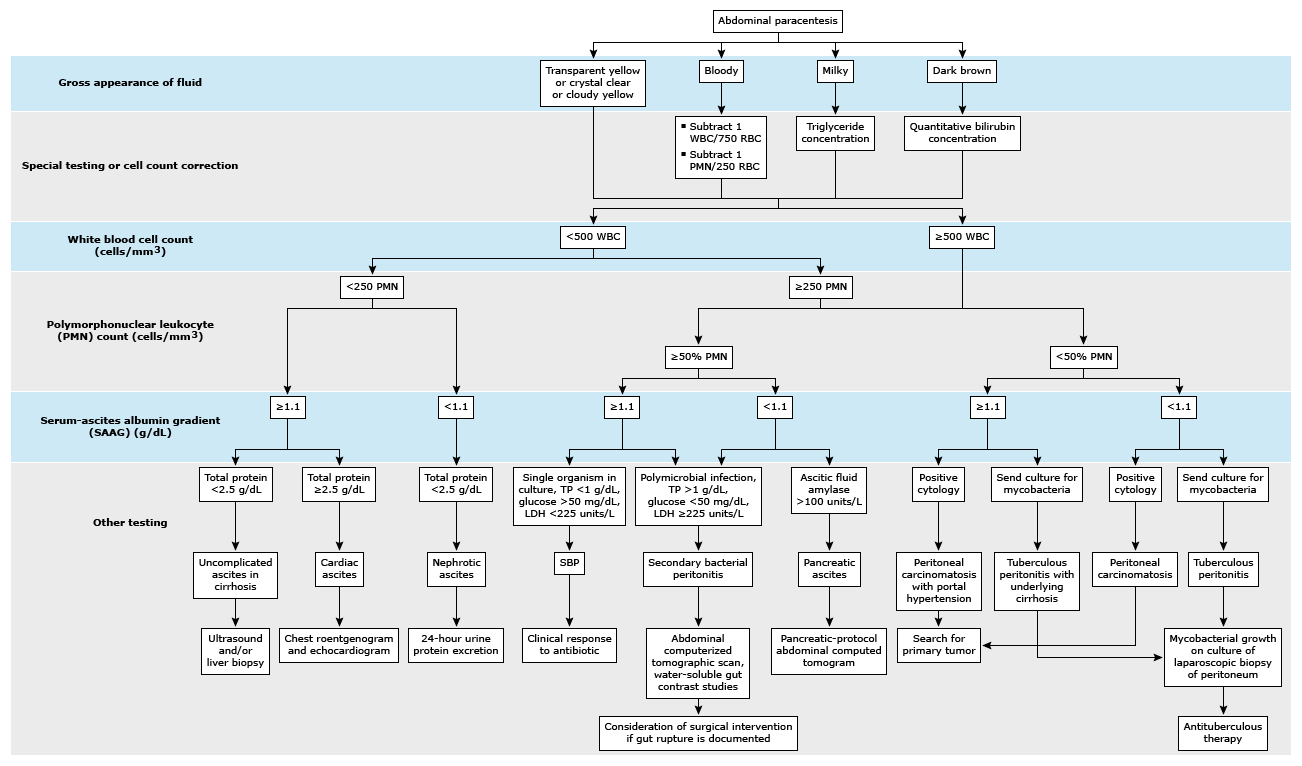 Abdominal paracentesis
Gross appearance of fluid
Transparent yellow
or crystal clear
or cloudy yellow
Bloody
Milky
Dark brown
Special testing or cell count correction
▪ Subtract 1
WBC/750 RBC
▪ Subtract 1
PMN/250 RBC
Triglyceride
concentration
Quantitative bilirubin
concentration
White blood cell count
(cells/mm³)
<500 WBC
≥500 WBC
Polymorphonuclear leukocyte
(PMN) count (cells/mm³)
<250 PMN
≥250 PMN
≥50% PMN
<50% PMN
Serum-ascites albumin gradient
(SAAG) (g/dL)
≥1.1
<1.1
≥1.1
<1.1
≥1.1
<1.1
Other testing
Total protein
<2.5 g/dL
Total protein
≥2.5 g/dL
Total protein
<2.5 g/dL
Single organism in
culture, TP <1 g/dL,
glucose >50 mg/dL,
LDH <225 units/L
Polymicrobial infection,
TP >1 g/dL,
glucose <50 mg/dL,
LDH ≥225 units/L
Ascitic fluid
amylase
>100 units/L
Positive
cytology
Send culture for
mycobacteria
Positive
cytology
Send culture for
mycobacteria
Uncomplicated
ascites in
cirrhosis
Cardiac
ascites
Nephrotic
ascites
SBP
Secondary bacterial
peritonitis
Pancreatic
ascites
Peritoneal
carcinomatosis
with portal
hypertension
Tuberculous
peritonitis with
underlying
cirrhosis
Peritoneal
carcinomatosis
Tuberculous
peritonitis
Ultrasound
and/or
liver biopsy
Chest roentgenogram
and echocardiogram
24-hour urine
protein excretion
Clinical response
to antibiotic
Abdominal
computerized
tomographic scan,
water-soluble gut
contrast studies
Pancreatic-protocol
abdominal computed
tomogram
Search for
primary tumor
Mycobacterial growth
on culture of
laparoscopic biopsy
of peritoneum
Consideration of surgical intervention
if gut rupture is documented
Antituberculous
therapy